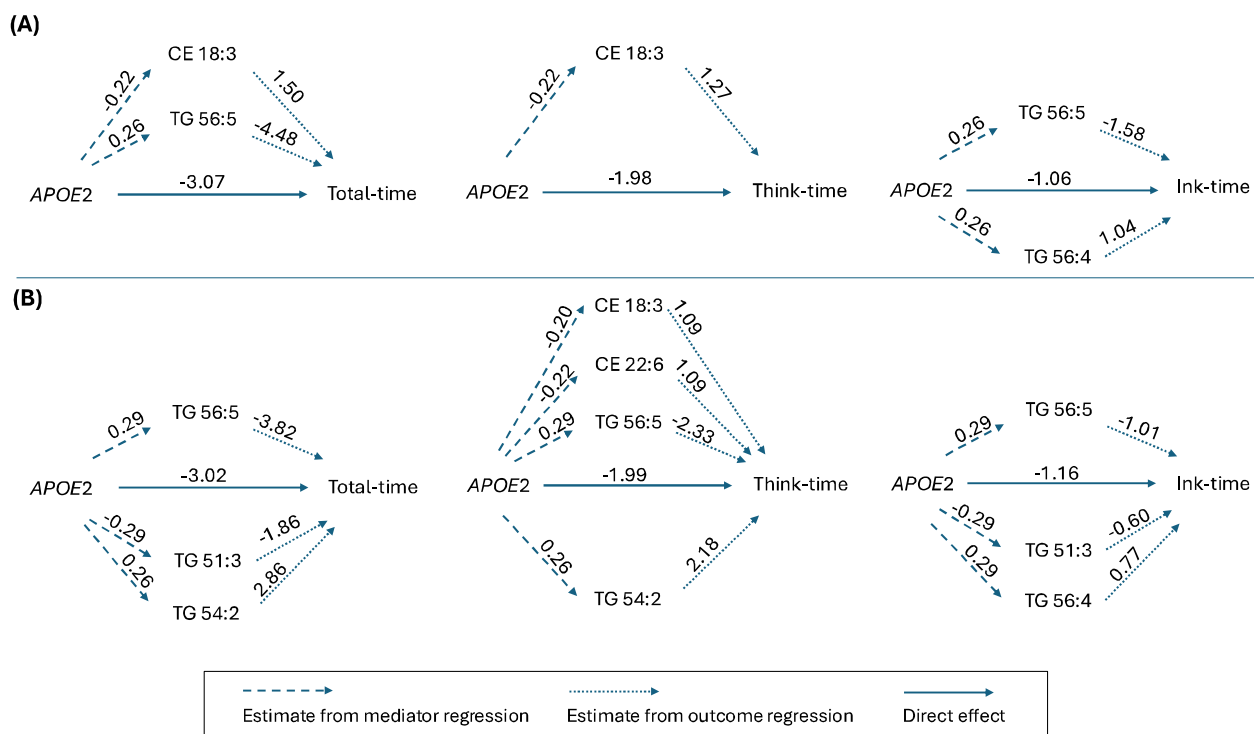 (A)
CE 18:3
-0.22
1.50
TG 56:5
0.26
-4.48
APOE2
-3.07
Total-time
CE 18:3
-0.22
1.27
APOE2
-1.98
Think-time
TG 56:5
0.26
-1.58
APOE2
-1.06
Ink-time
0.26
1.04
TG 56:4
(B)
TG 56:5
0.29
-3.82
APOE2
-3.02
Total-time
-0.29
-1.86
TG 51:3
0.26
2.86
TG 54:2
CE 18:3
-0.20
1.09
CE 22:6
-0.22
1.09
TG 56:5
0.29
-2.33
APOE2
-1.99
Think-time
0.26
2.18
TG 54:2
TG 56:5
0.29
-1.01
APOE2
-1.16
Ink-time
-0.29
-0.60
TG 51:3
0.29
0.77
TG 56:4
Estimate from mediator regression
Estimate from outcome regression
Direct effect